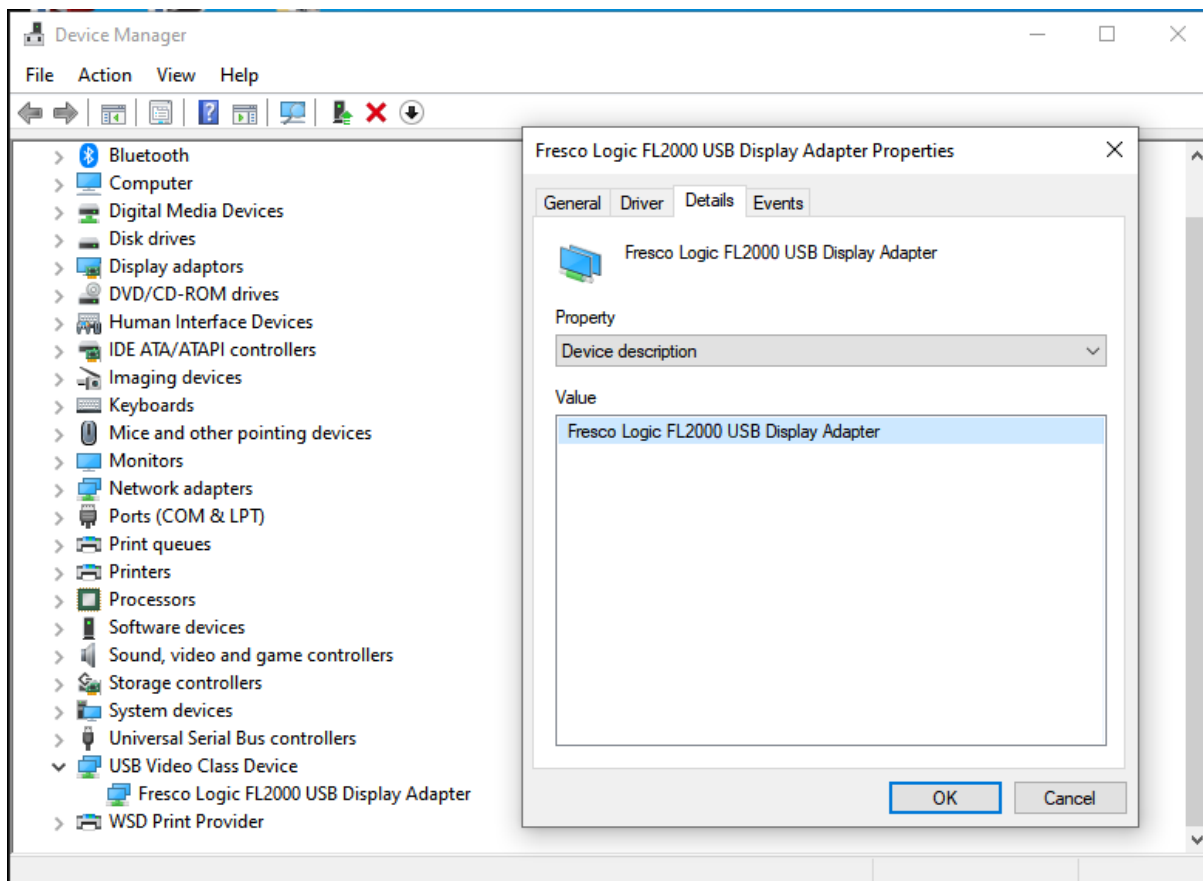 Device Manager
File Action View Help
Bluetooth
Computer
Digital Media Devices
Disk drives
Display adaptors
DVD/CD-ROM drives
Human Interface Devices
IDE ATA/ATAPI controllers
Imaging devices
Keyboards
Mice and other pointing devices
Monitors
Network adapters
Ports (COM & LPT)
Print queues
Printers
Processors
Software devices
Sound, video and game controllers
Storage controllers
System devices
Universal Serial Bus controllers
USB Video Class Device
Fresco Logic FL2000 USB Display Adapter
WSD Print Provider
Fresco Logic FL2000 USB Display Adapter Properties
General Driver Details Events
Fresco Logic FL2000 USB Display Adapter
Property
Device description
Value
Fresco Logic FL2000 USB Display Adapter
OK Cancel